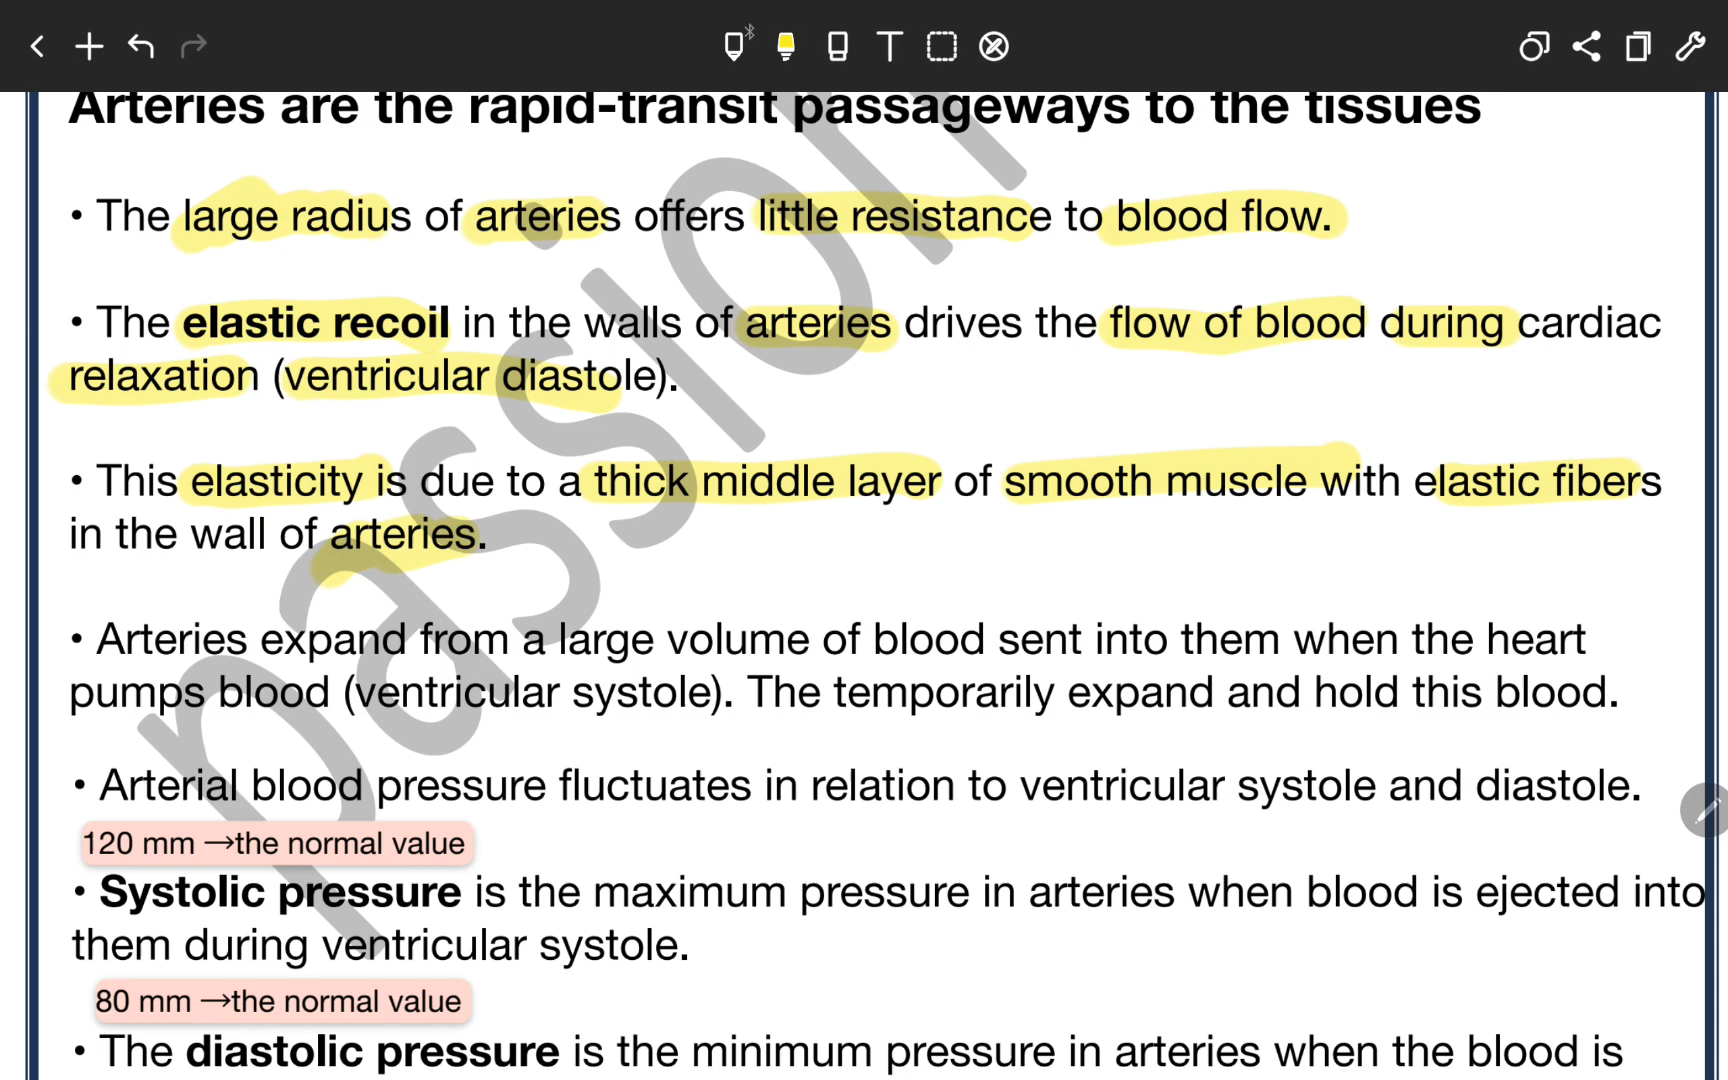 Arteries are the rapid-transit passageways to the tissues
• The large radius of arteries offers little resistance to blood flow.
• The elastic recoil in the walls of arteries drives the flow of blood during cardiac
relaxation (ventricular diastole).
• This elasticity is due to a thick middle layer of smooth muscle with elastic fibers
in the wall of arteries.
• Arteries expand from a large volume of blood sent into them when the heart
pumps blood (ventricular systole). The temporarily expand and hold this blood.
• Arterial blood pressure fluctuates in relation to ventricular systole and diastole.
120 mm →the normal value
• Systolic pressure is the maximum pressure in arteries when blood is ejected into
them during ventricular systole.
80 mm →the normal value
• The diastolic pressure is the minimum pressure in arteries when the blood is
passion